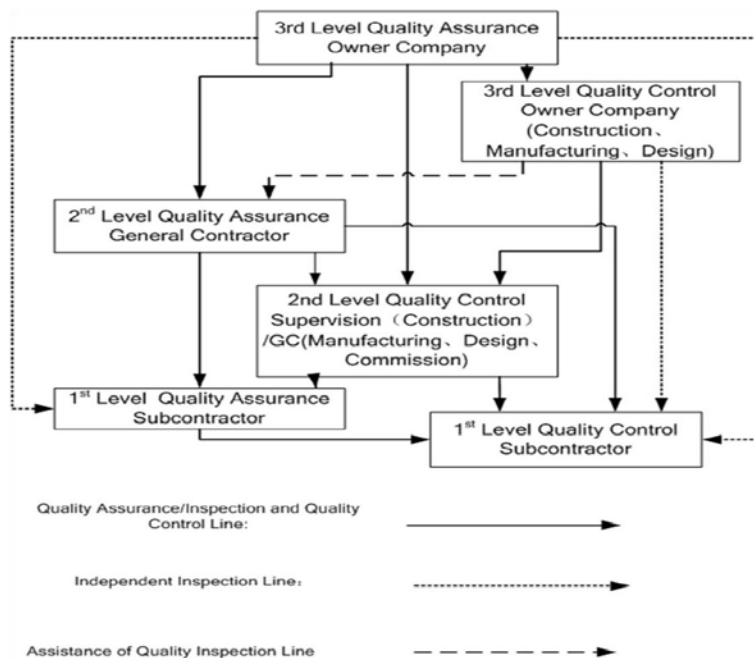 3rd Level Quality Assurance
Owner Company
3rd Level Quality Control
Owner Company
(Construction、
Manufacturing、Design)
2nd Level Quality Assurance
General Contractor
2nd Level Quality Control
Supervision（Construction）
/GC(Manufacturing、Design、
Commission)
1st Level Quality Assurance
Subcontractor
1st Level Quality Control
Subcontractor
Quality Assurance/Inspection and Quality
Control Line:
Independent Inspection Line：
Assistance of Quality Inspection Line